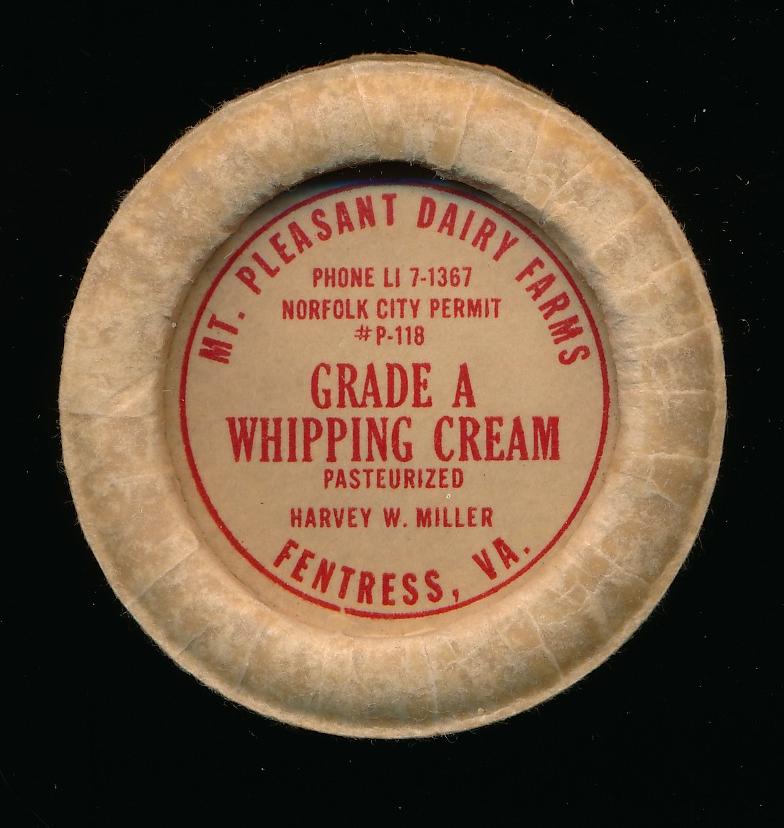 MT. PLEASANT DAIRY FARMS
PHONE LI 7-1367
NORFOLK CITY PERMIT
#P-118
GRADE A
WHIPPING CREAM
PASTEURIZED
HARVEY W. MILLER
FENTRESS, VA.